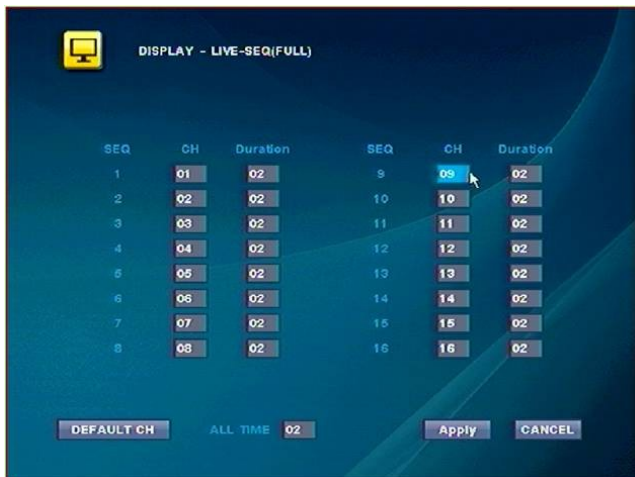 DISPLAY - LIVE-SEQ(FULL)
SEQ CH Duration SEQ CH Duration
1 01 02 9 09 02
2 02 02 10 10 02
3 03 02 11 11 02
4 04 02 12 12 02
5 05 02 13 13 02
6 06 02 14 14 02
7 07 02 15 15 02
8 08 02 16 16 02
DEFAULT CH ALL TIME 02 Apply CANCEL